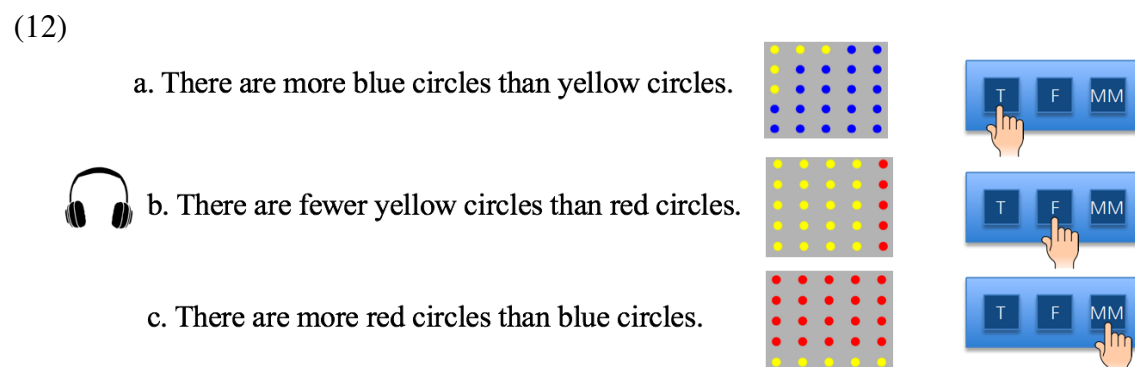 (12)
a. There are more blue circles than yellow circles.
T F MM
b. There are fewer yellow circles than red circles.
T F MM
c. There are more red circles than blue circles.
T F MM